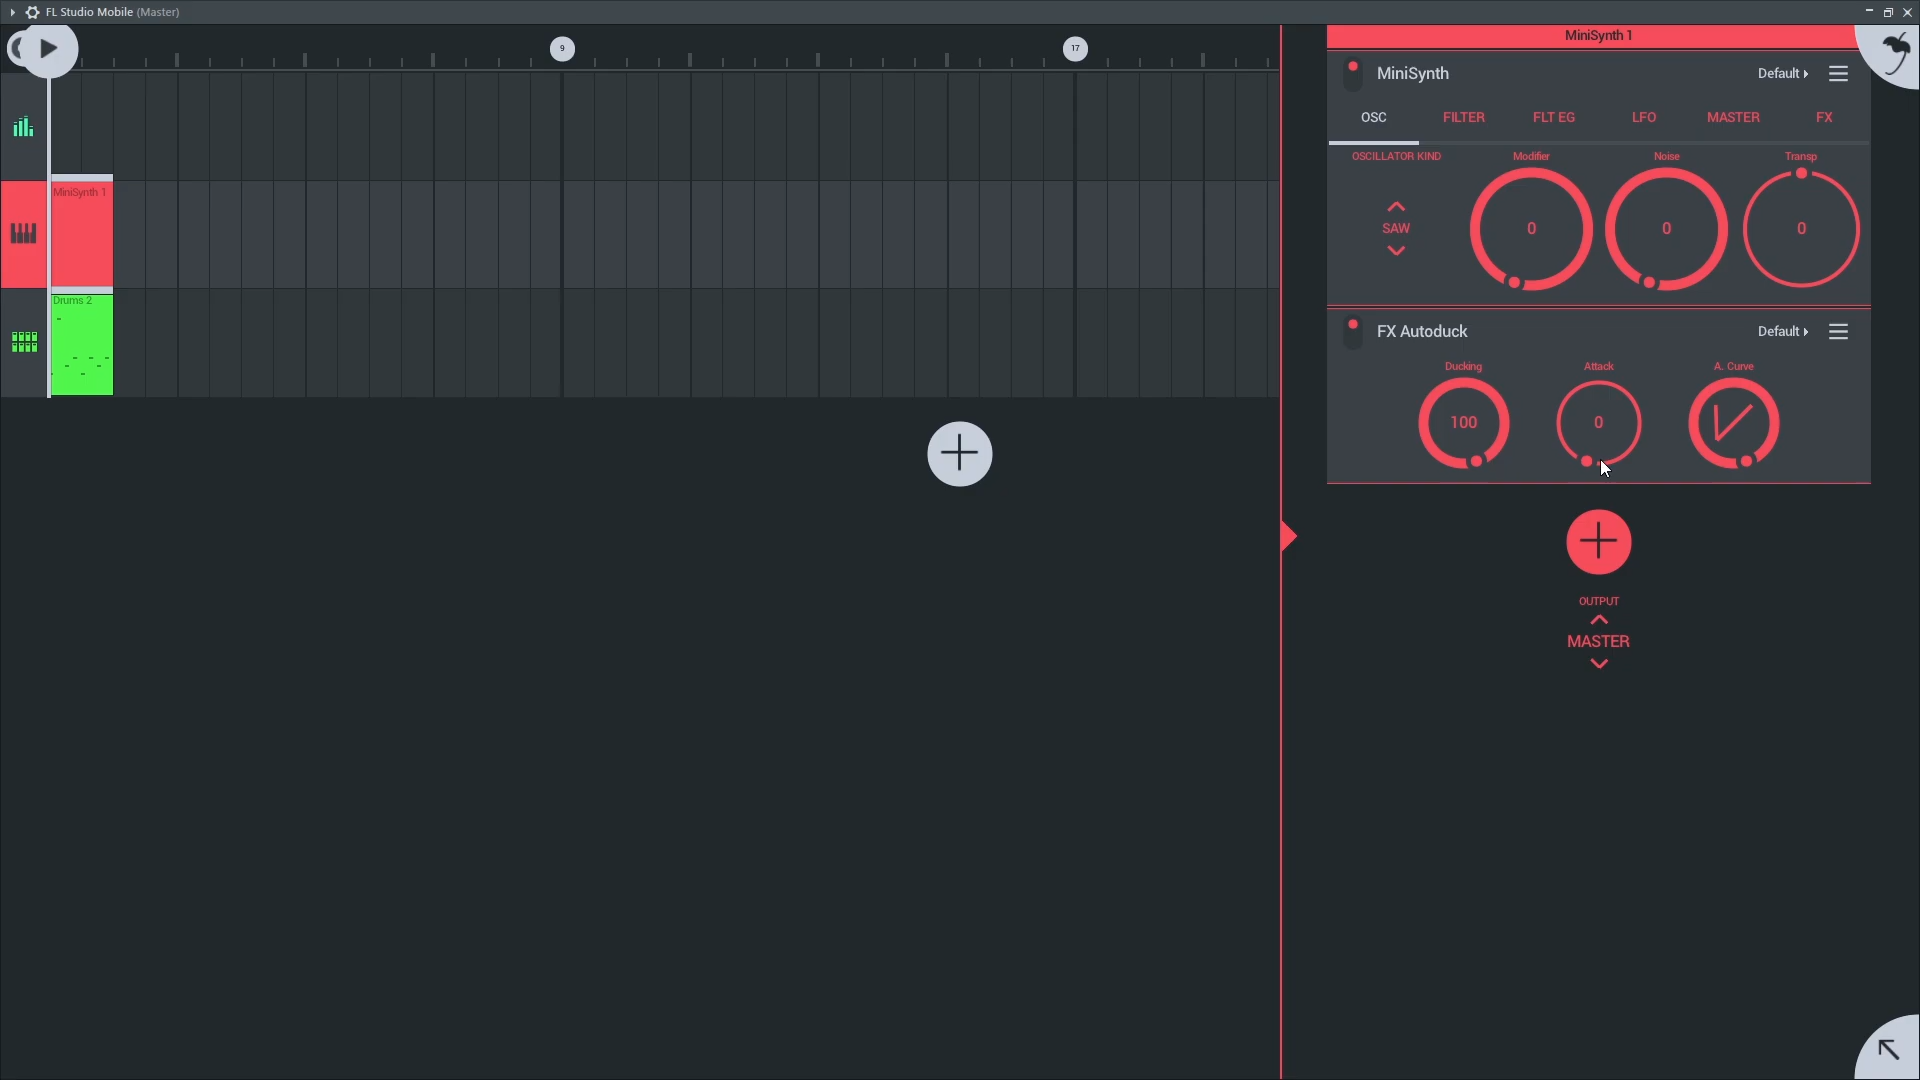 FL Studio Mobile (Master)
9
17
MiniSynth 1
MiniSynth
Default
OSC
FILTER
FLT EG
LFO
MASTER
FX
OSCILLATOR KIND
Modifier
Noise
Transp
SAW
0
0
0
MiniSynth 1
Drums 2
FX Autoduck
Default
Ducking
Attack
A. Curve
100
0
OUTPUT
MASTER